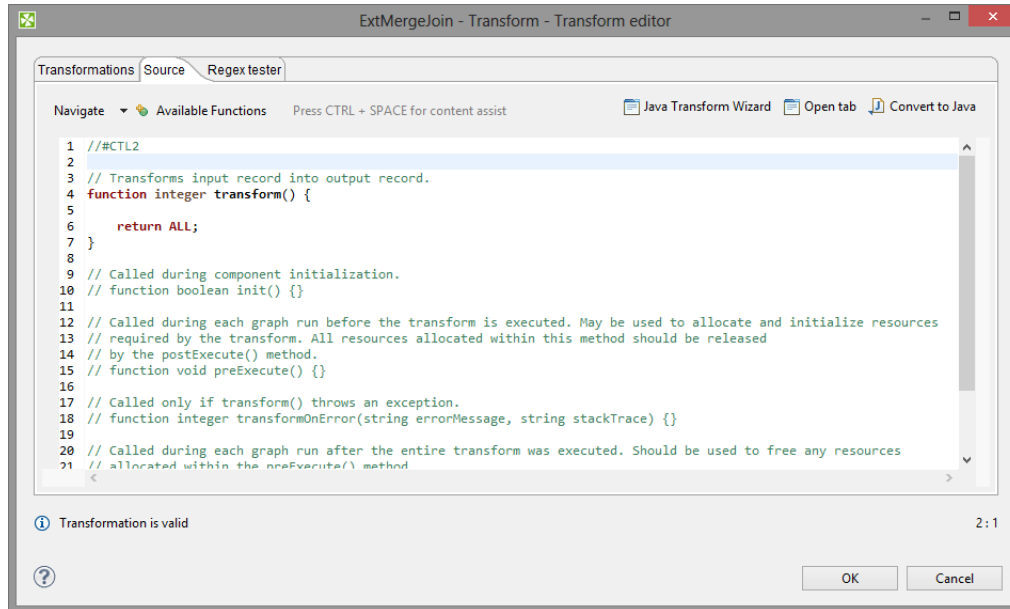 ExtMergeJoin - Transform - Transform editor
Transformations Source Regex tester
Navigate Available Functions Press CTRL + SPACE for content assist Java Transform Wizard Open tab Convert to Java
1 //#CTL2
2
3 // Transforms input record into output record.
4 function integer transform() {
5
6 return ALL;
7 }
8
9 // Called during component initialization.
10 // function boolean init() {}
11
12 // Called during each graph run before the transform is executed. May be used to allocate and initialize resources
13 // required by the transform. All resources allocated within this method should be released
14 // by the postExecute() method.
15 // function void preExecute() {}
16
17 // Called only if transform() throws an exception.
18 // function integer transformOnError(string errorMessage, string stackTrace) {}
19
20 // Called during each graph run after the entire transform was executed. Should be used to free any resources
21 // allocated within the preExecute() method
Transformation is valid 2 : 1
OK Cancel